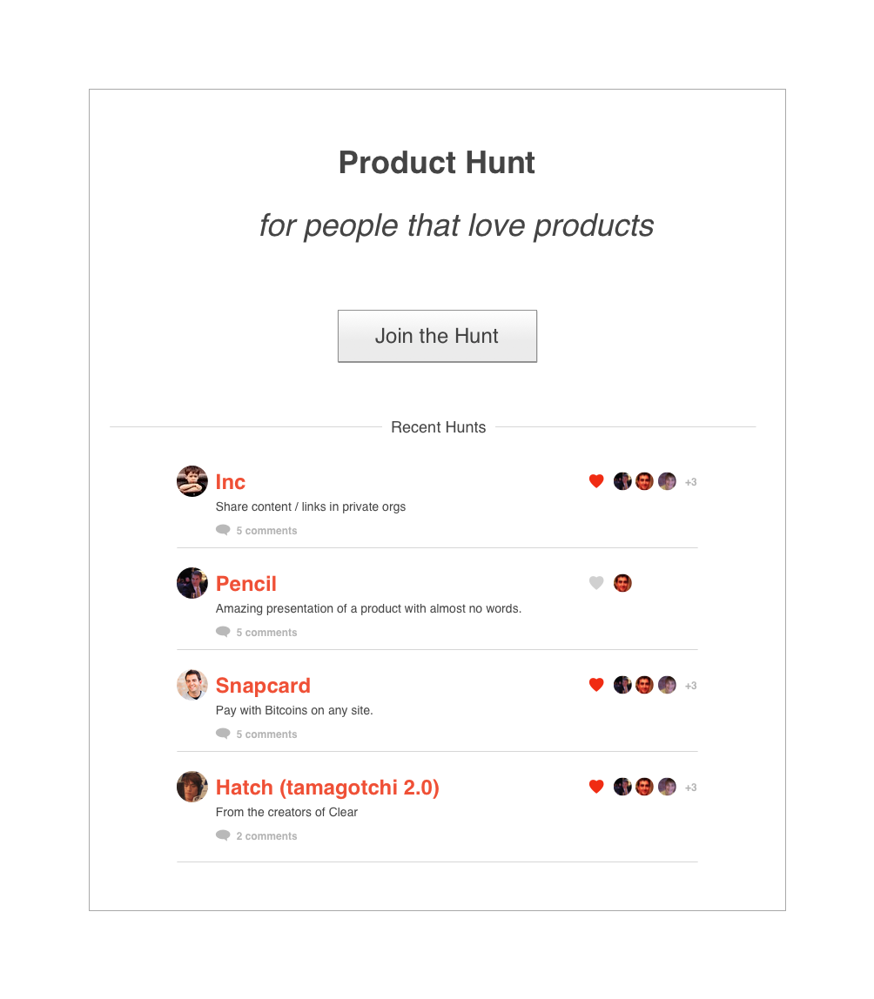 Product Hunt
for people that love products
Join the Hunt
Recent Hunts
Inc
+3
Share content / links in private orgs
5 comments
Pencil
Amazing presentation of a product with almost no words.
5 comments
Snapcard
+3
Pay with Bitcoins on any site.
5 comments
Hatch (tamagotchi 2.0)
+3
From the creators of Clear
2 comments